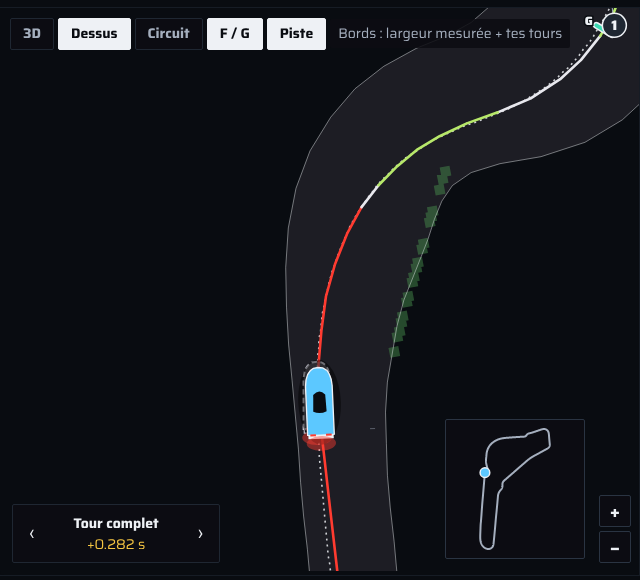 3D
Dessus
Circuit
F / G
Piste
Bords : largeur mesurée + tes tours
G
1
‹
Tour complet
›
+0.282 s
+
−